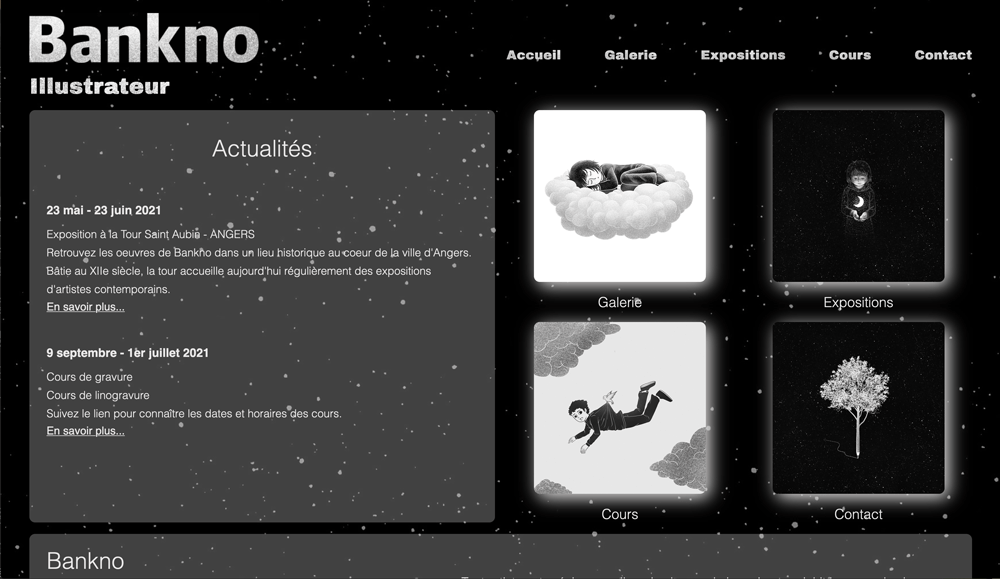 Bankno
Illustrateur
Accueil
Galerie
Expositions
Cours
Contact
Actualités
23 mai - 23 juin 2021
Exposition à la Tour Saint Aubin - ANGERS
Retrouvez les oeuvres de Bankno dans un lieu historique au coeur de la ville d'Angers.
Bâtie au XIIe siècle, la tour accueille aujourd'hui régulièrement des expositions
d'artistes contemporains.
En savoir plus...
9 septembre - 1er juillet 2021
Cours de gravure
Cours de linogravure
Suivez le lien pour connaître les dates et horaires des cours.
En savoir plus...
Galerie
Expositions
Cours
Contact
Bankno